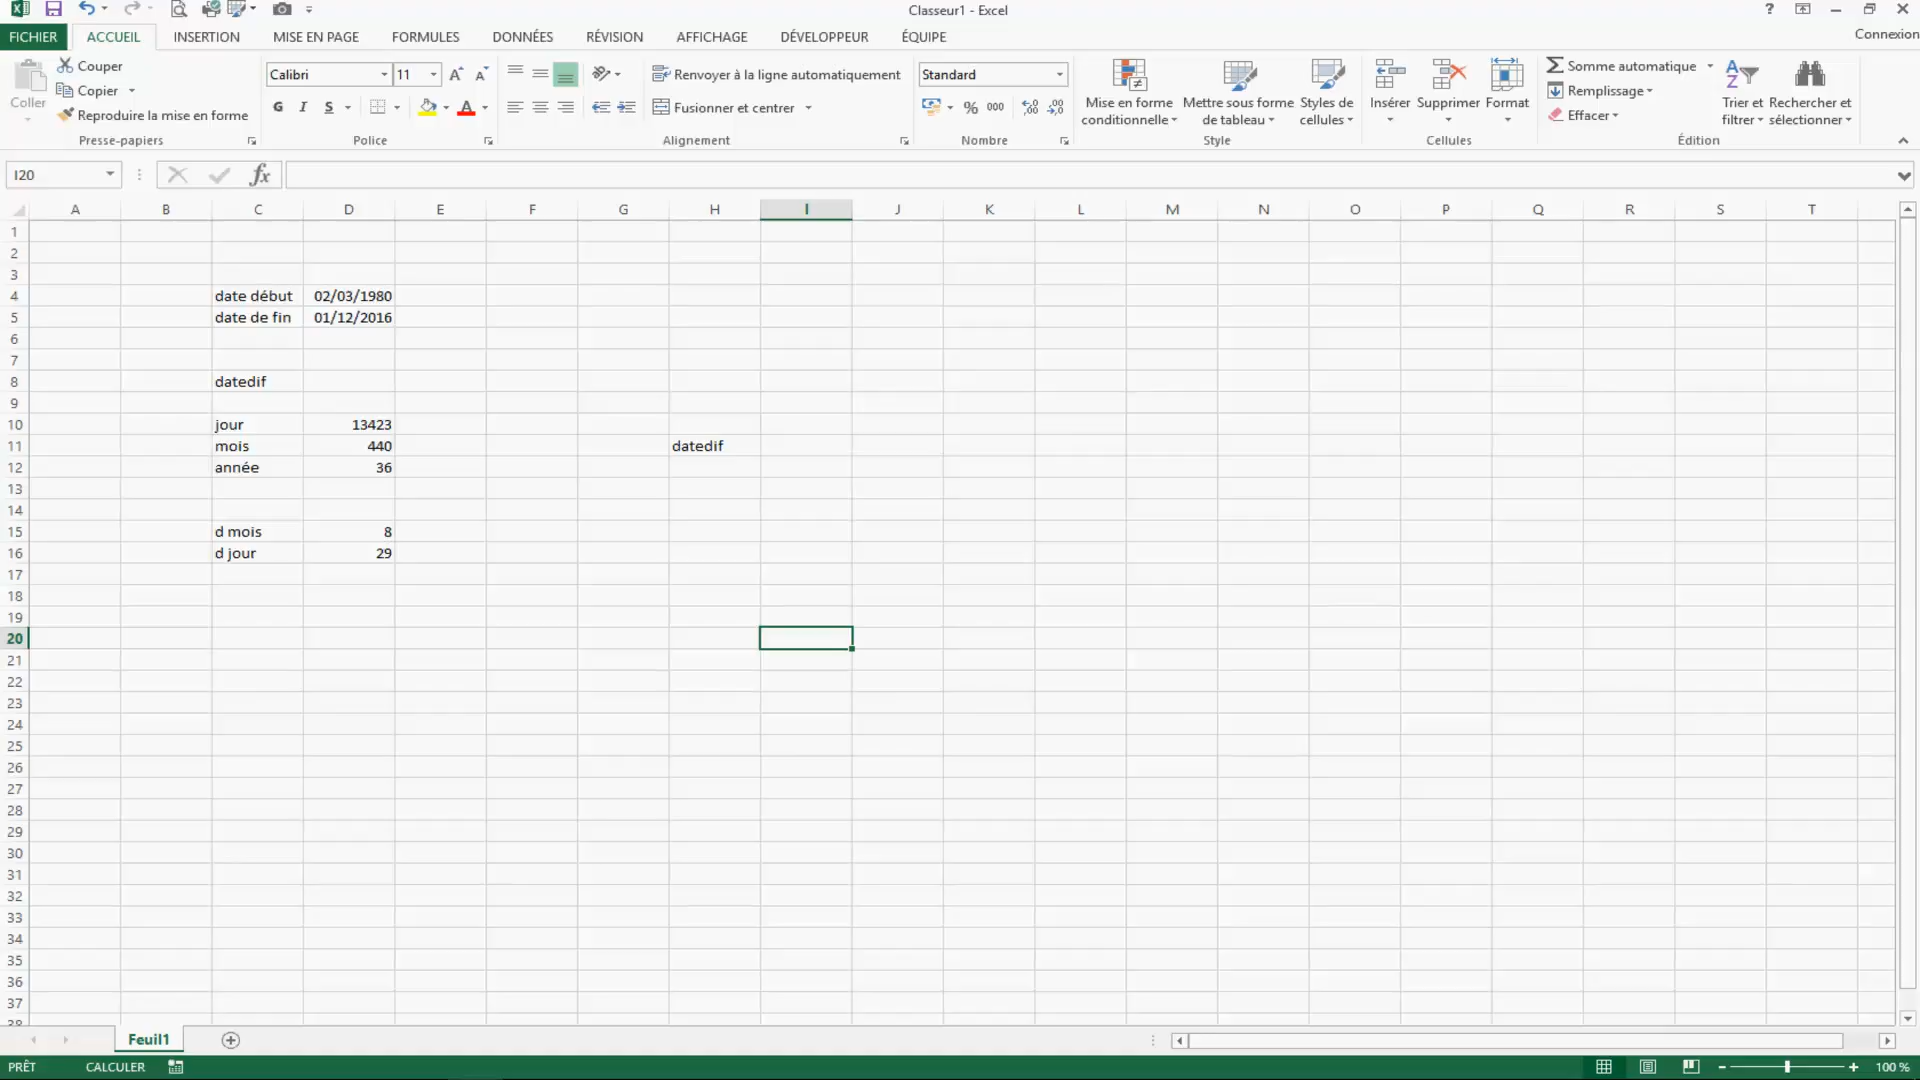 Classeur1 - Excel
?
Connexion
FICHIER ACCUEIL INSERTION MISE EN PAGE FORMULES DONNÉES RÉVISION AFFICHAGE DÉVELOPPEUR ÉQUIPE
Coller
Couper
Copier
Reproduire la mise en forme
Presse-papiers
Calibri 11
G I S
Police
Renvoyer à la ligne automatiquement
Fusionner et centrer
Alignement
Standard
% 000
Nombre
Mise en forme conditionnelle
Mettre sous forme de tableau
Styles de cellules
Style
Insérer Supprimer Format
Cellules
Somme automatique
Remplissage
Effacer
Trier et filtrer
Rechercher et sélectionner
Édition
I20 fx
A B C D E F G H I J K L M N O P Q R S T
1
2
3
4 date début 02/03/1980
5 date de fin 01/12/2016
6
7
8 datedif
9
10 jour 13423
11 mois 440 datedif
12 année 36
13
14
15 d mois 8
16 d jour 29
17
18
19
20
21
22
23
24
25
26
27
28
29
30
31
32
33
34
35
36
37
38
Feuil1
PRÊT CALCULER 100 %